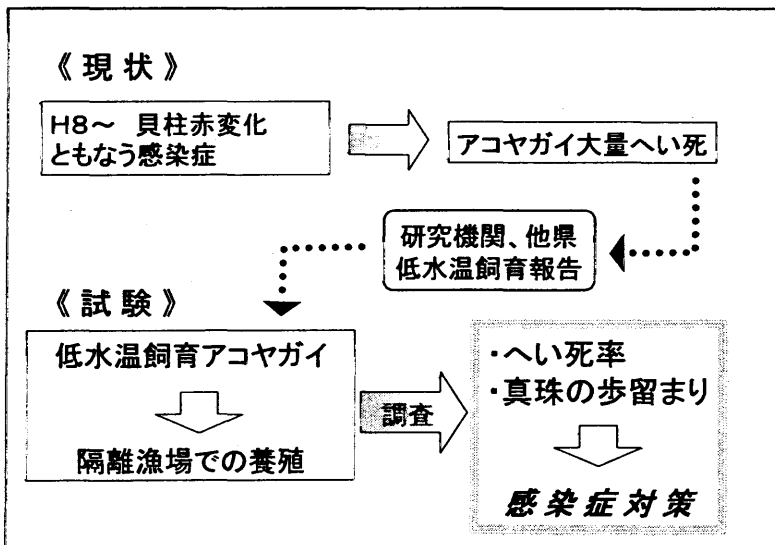 《現状》
H8～ 貝柱赤変化
ともなう感染症
アコヤガイ大量へい死
研究機関、他県
低水温飼育報告
《試験》
低水温飼育アコヤガイ
隔離漁場での養殖
調査
・へい死率
・真珠の歩留まり
感染症対策